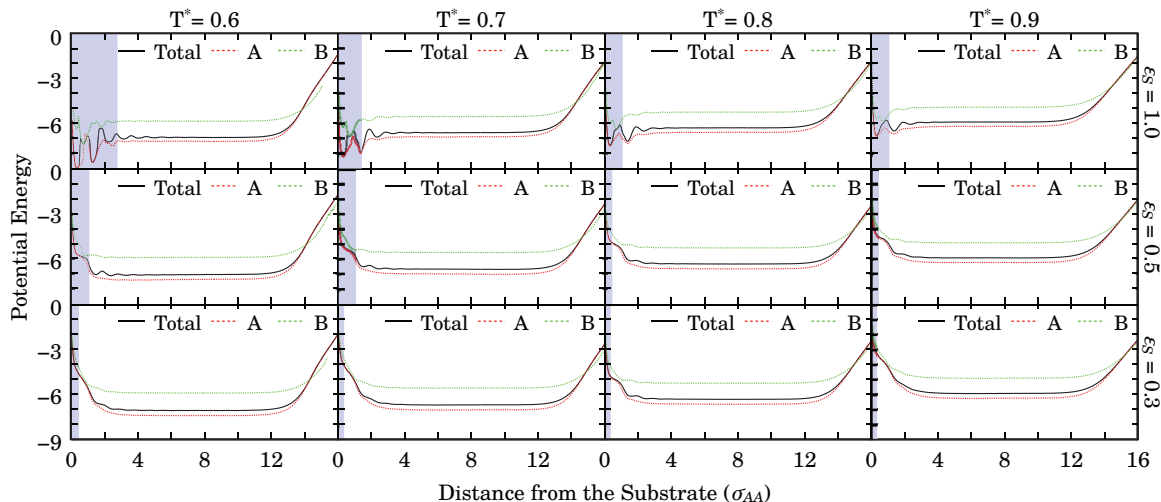 T* = 0.6 T* = 0.7 T* = 0.8 T* = 0.9
0 Total A B Total A B Total A B Total A B
−3
−6
εS = 1.0
0 Total A B Total A B Total A B Total A B
−3
−6
εS = 0.5
0 Total A B Total A B Total A B Total A B
−3
−6
−9
εS = 0.3
Potential Energy
0 4 8 12 0 4 8 12 0 4 8 12 0 4 8 12 16
Distance from the Substrate (σAA)